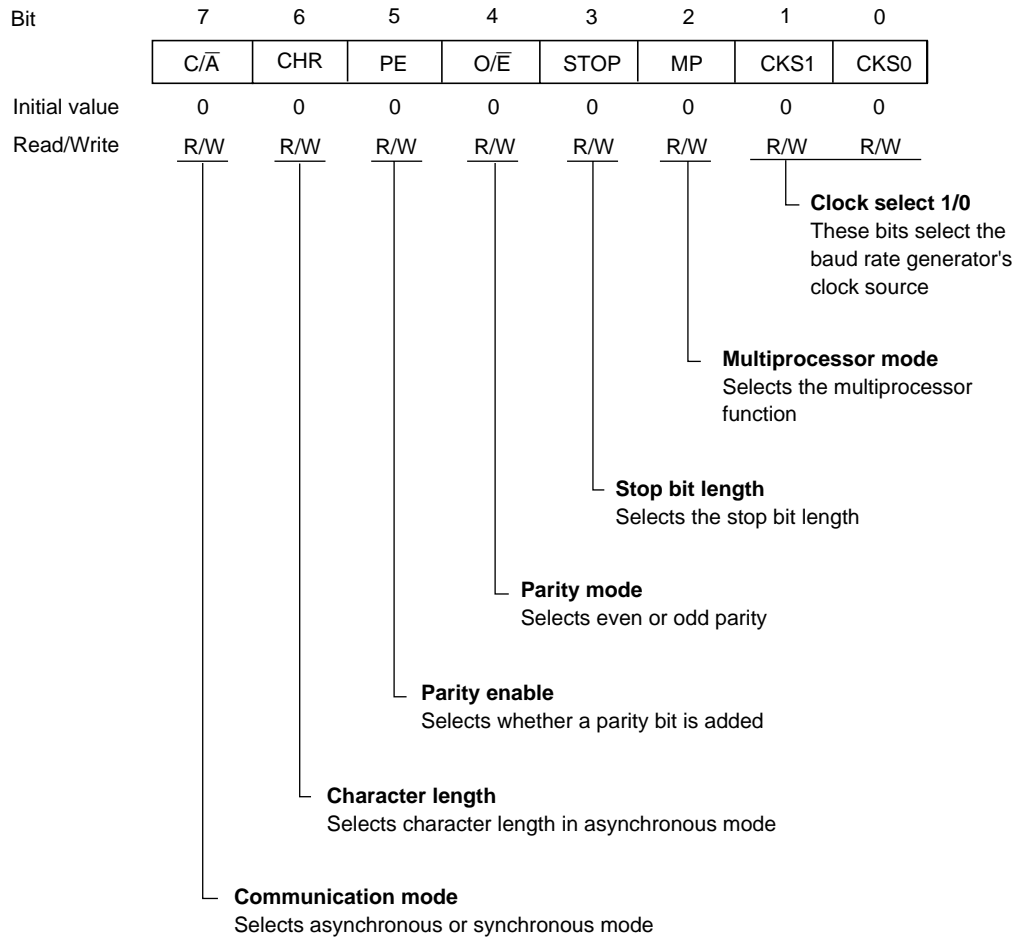 Bit 7 6 5 4 3 2 1 0
C/A̅ CHR PE O/E̅ STOP MP CKS1 CKS0
Initial value 0 0 0 0 0 0 0 0
Read/Write R/W R/W R/W R/W R/W R/W R/W R/W
Clock select 1/0
These bits select the
baud rate generator's
clock source
Multiprocessor mode
Selects the multiprocessor
function
Stop bit length
Selects the stop bit length
Parity mode
Selects even or odd parity
Parity enable
Selects whether a parity bit is added
Character length
Selects character length in asynchronous mode
Communication mode
Selects asynchronous or synchronous mode